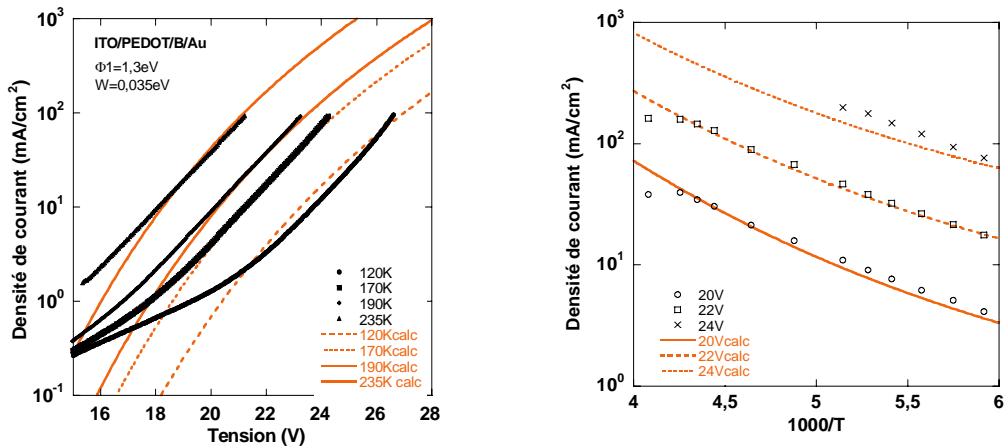 ITO/PEDOT/B/Au
Φ1=1,3eV
W=0,035eV
Densité de courant (mA/cm²)
10³
10²
10¹
10⁰
10⁻¹
120K
170K
190K
235K
120Kcalc
170Kcalc
190Kcalc
235K calc
16 18 20 22 24 26 28
Tension (V)
Densité de courant (mA/cm²)
10³
10²
10¹
10⁰
20V
22V
24V
20Vcalc
22Vcalc
24Vcalc
4 4,5 5 5,5 6
1000/T